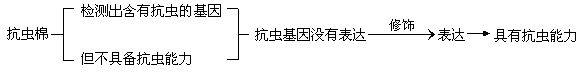 检测出含有抗虫的基因
抗虫棉
抗虫基因没有表达
修饰
表达
具有抗虫能力
但不具备抗虫能力